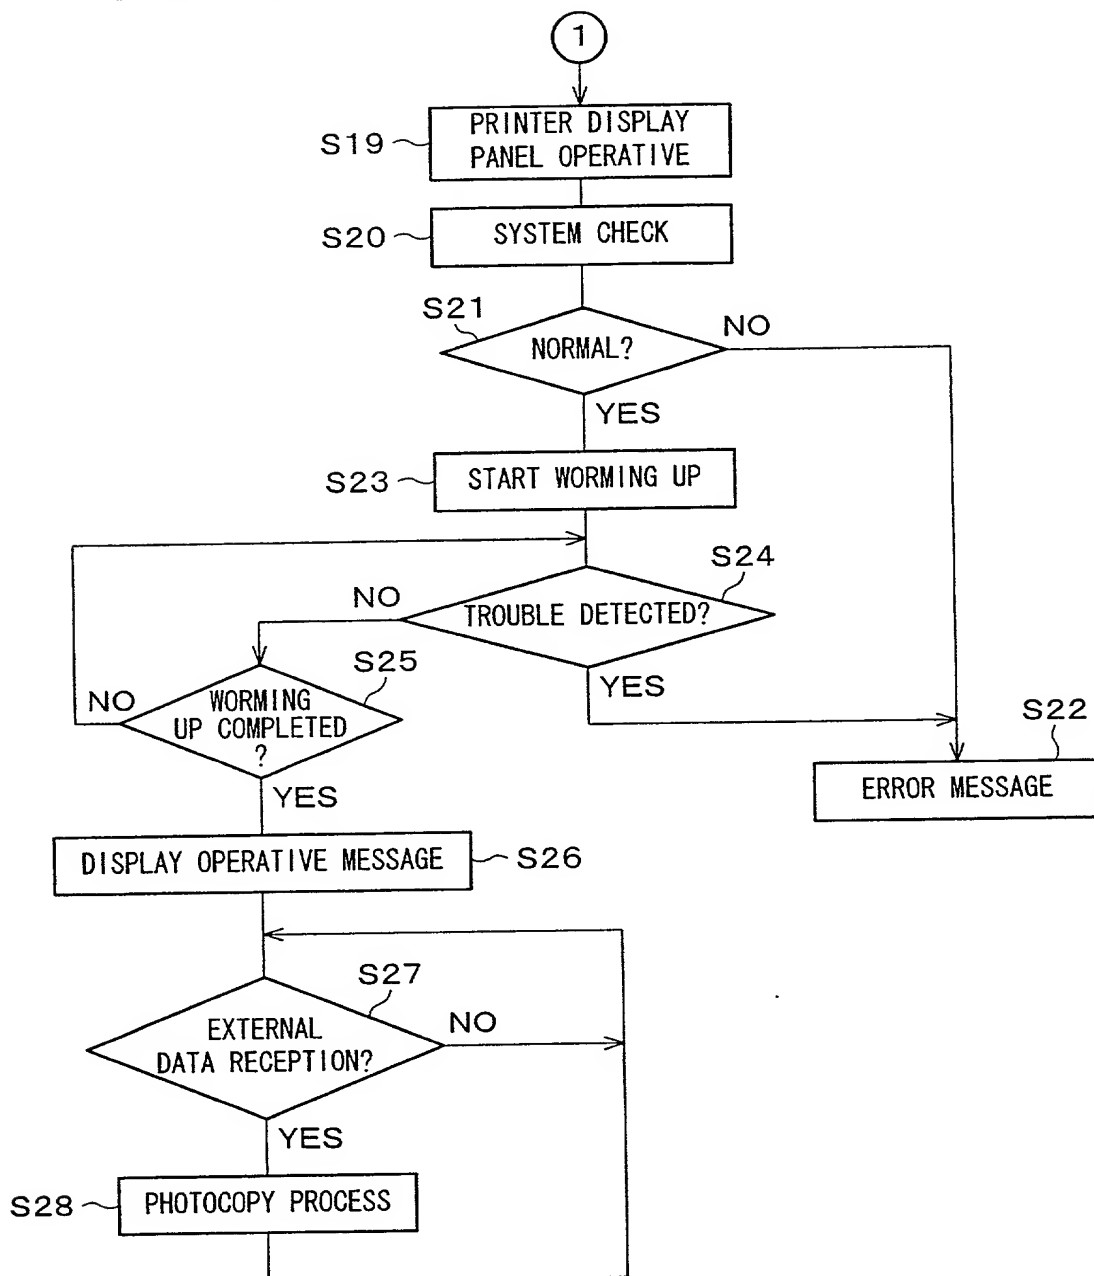 1
S19
PRINTER DISPLAY
PANEL OPERATIVE
S20
SYSTEM CHECK
S21
NORMAL?
NO
YES
S23
START WORMING UP
S24
NO
TROUBLE DETECTED?
YES
S25
NO
WORMING
UP COMPLETED
?
YES
S22
ERROR MESSAGE
DISPLAY OPERATIVE MESSAGE
S26
S27
EXTERNAL
DATA RECEPTION?
NO
YES
S28
PHOTOCOPY PROCESS